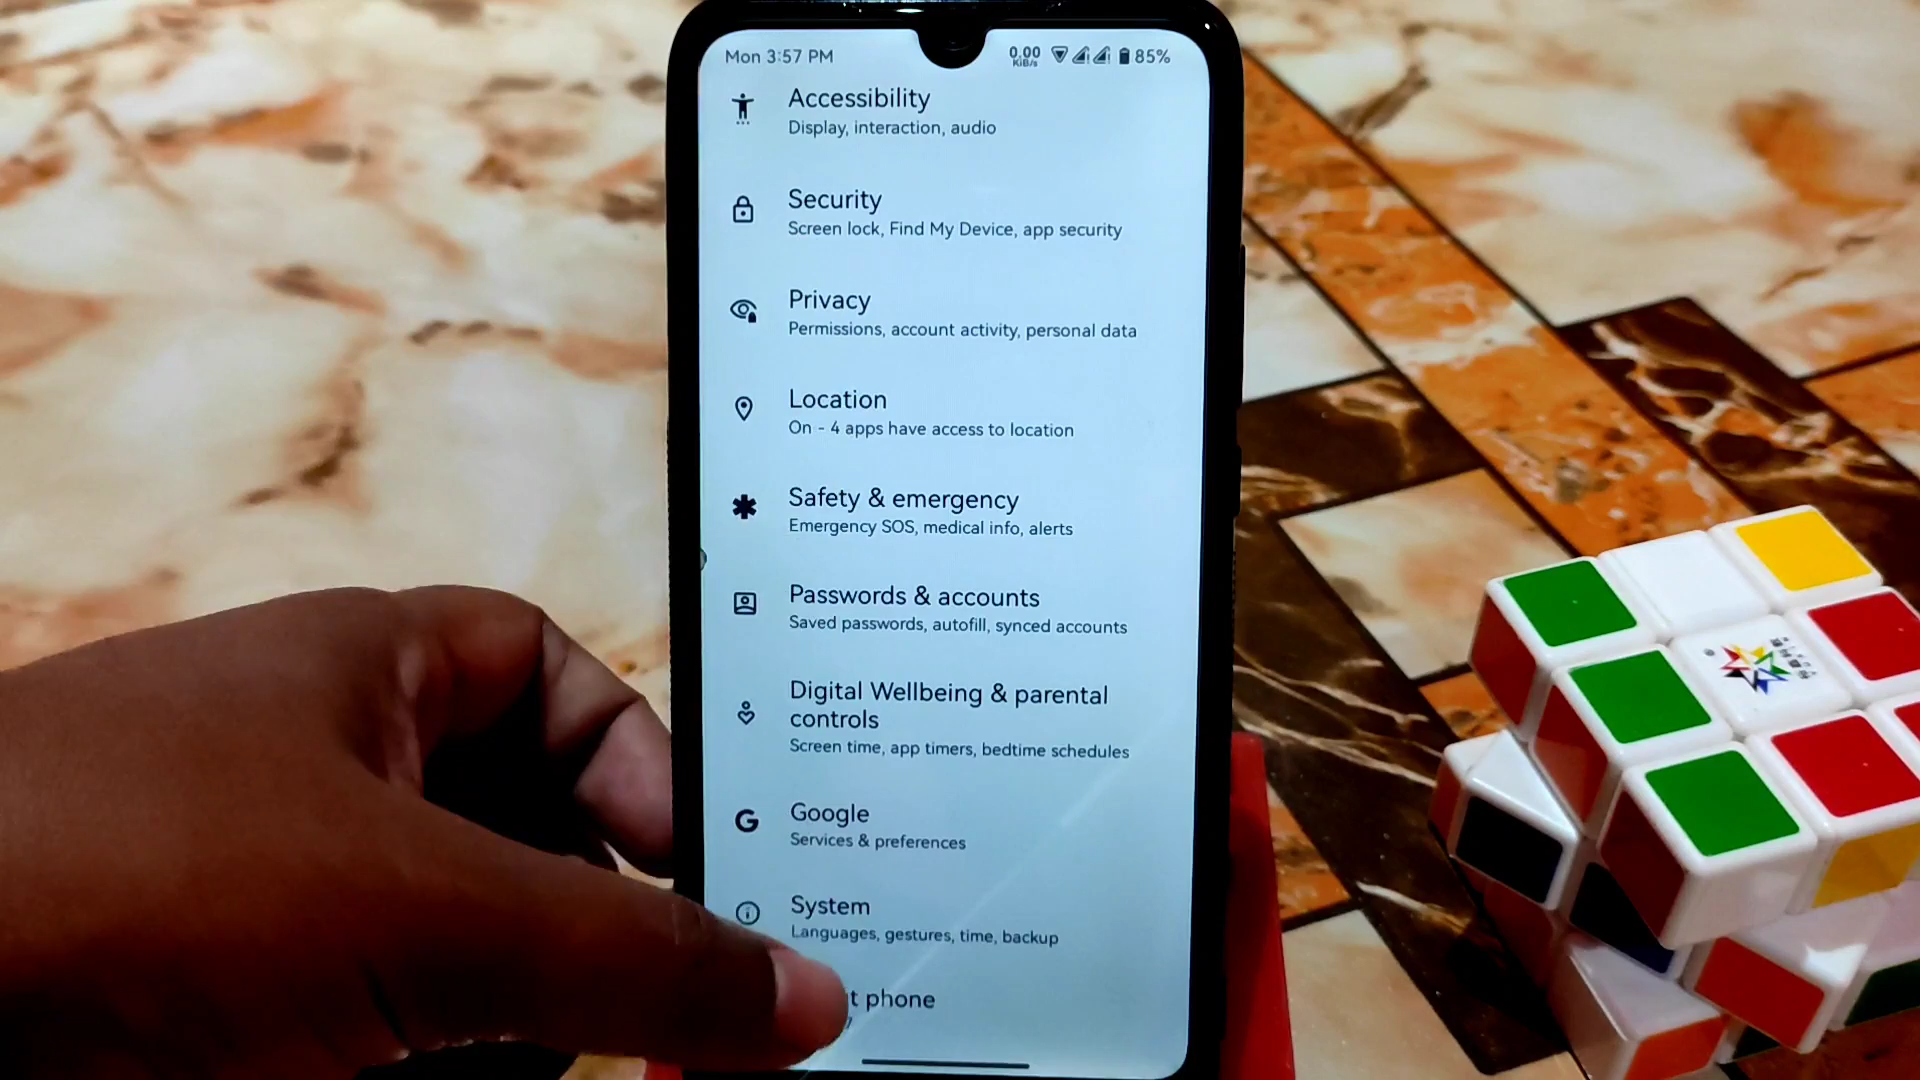 Mon 3:57 PM
0.00
KiB/s
85%
Accessibility
Display, interaction, audio
Security
Screen lock, Find My Device, app security
Privacy
Permissions, account activity, personal data
Location
On - 4 apps have access to location
Safety & emergency
Emergency SOS, medical info, alerts
Passwords & accounts
Saved passwords, autofill, synced accounts
Digital Wellbeing & parental
controls
Screen time, app timers, bedtime schedules
G
Google
Services & preferences
System
Languages, gestures, time, backup
t phone